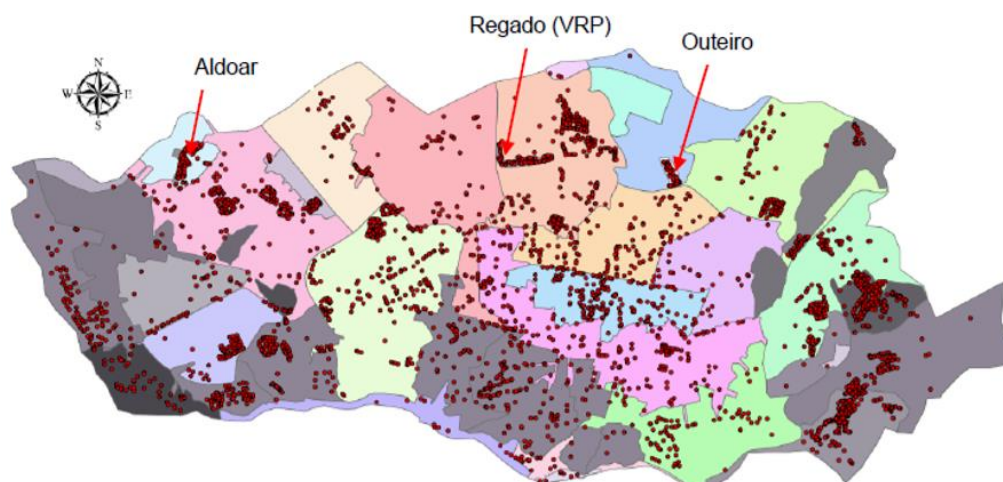 Regado (VRP)
Outeiro
Aldoar
N
W E
S